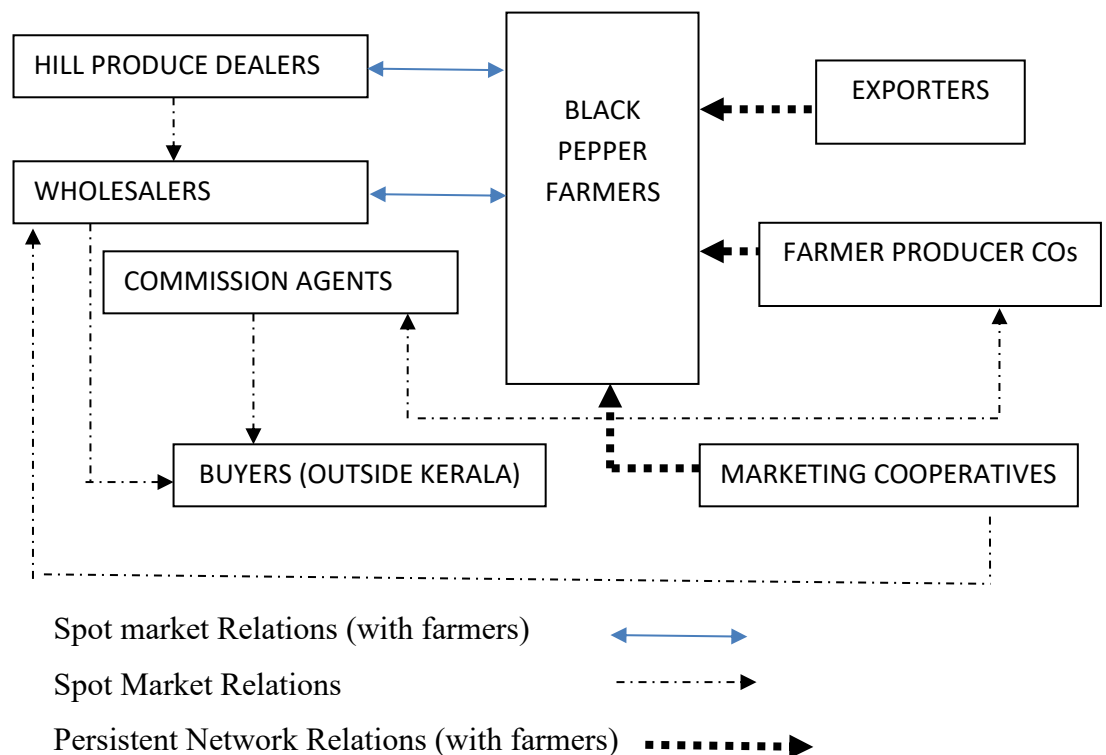 HILL PRODUCE DEALERS
BLACK
PEPPER
FARMERS
EXPORTERS
WHOLESALERS
FARMER PRODUCER COs
COMMISSION AGENTS
BUYERS (OUTSIDE KERALA)
MARKETING COOPERATIVES
Spot market Relations (with farmers)
Spot Market Relations
Persistent Network Relations (with farmers)